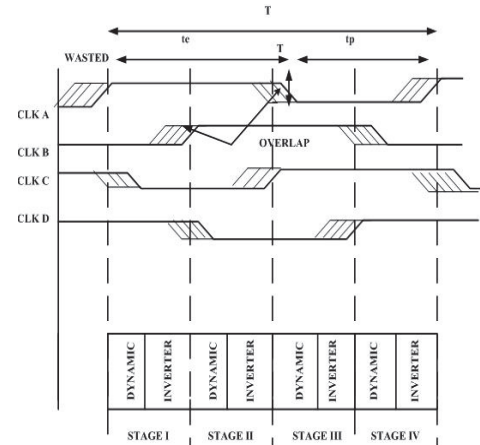 T
te
T
tp
WASTED
CLK A
OVERLAP
CLK B
CLK C
CLK D
DYNAMIC
INVERTER
DYNAMIC
INVERTER
DYNAMIC
INVERTER
DYNAMIC
INVERTER
STAGE I
STAGE II
STAGE III
STAGE IV